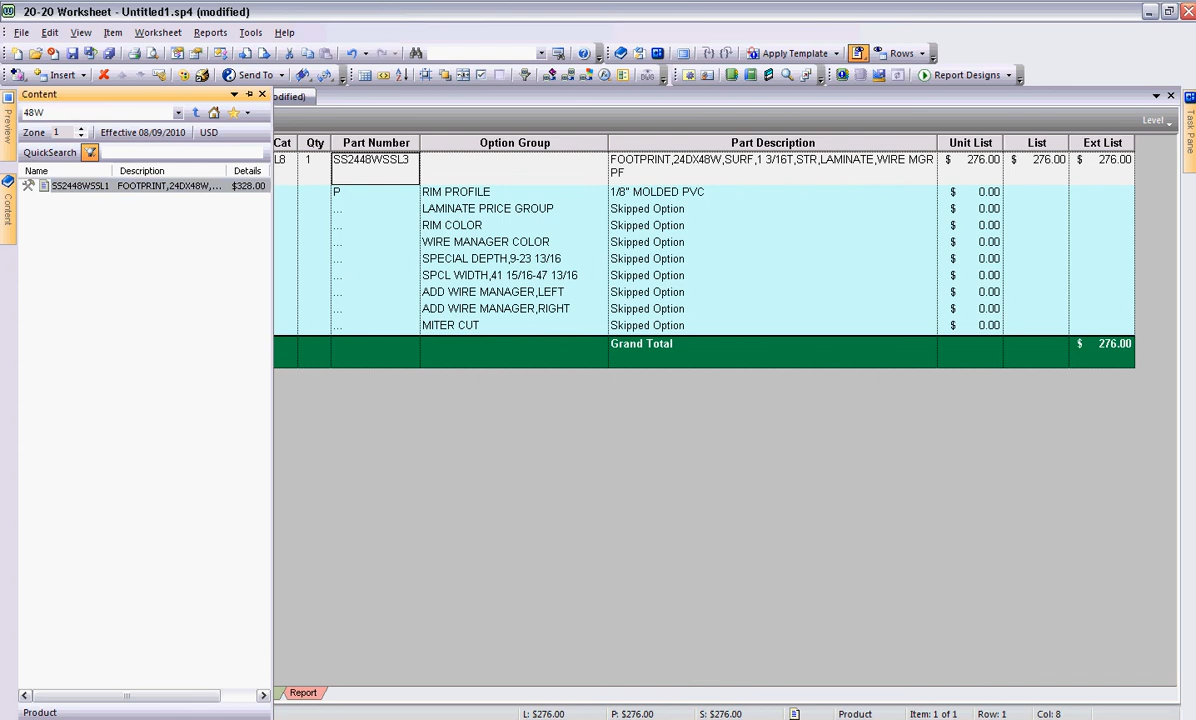 20-20 Worksheet - Untitled1.sp4 (modified)
File Edit View Item Worksheet Reports Tools Help
Apply Template Rows
Insert Send To Report Designs
Content
odified)
48W
Level
Zone 1 Effective 08/09/2010 USD
QuickSearch
Name Description Details
SS2448WSSL1 FOOTPRINT,24DX48W,... $328.00
Preview
Content
Task Pane
Cat Qty Part Number Option Group Part Description Unit List List Ext List
L8 1 SS2448WSSL3 FOOTPRINT,24DX48W,SURF,1 3/16T,STR,LAMINATE,WIRE MGR $ 276.00 $ 276.00 $ 276.00
PF
P RIM PROFILE 1/8" MOLDED PVC $ 0.00
... LAMINATE PRICE GROUP Skipped Option $ 0.00
... RIM COLOR Skipped Option $ 0.00
... WIRE MANAGER COLOR Skipped Option $ 0.00
... SPECIAL DEPTH,9-23 13/16 Skipped Option $ 0.00
... SPCL WIDTH,41 15/16-47 13/16 Skipped Option $ 0.00
... ADD WIRE MANAGER,LEFT Skipped Option $ 0.00
... ADD WIRE MANAGER,RIGHT Skipped Option $ 0.00
... MITER CUT Skipped Option $ 0.00
Grand Total $ 276.00
Report
Product
L: $276.00 P: $276.00 S: $276.00 Product Item: 1 of 1 Row: 1 Col: 8